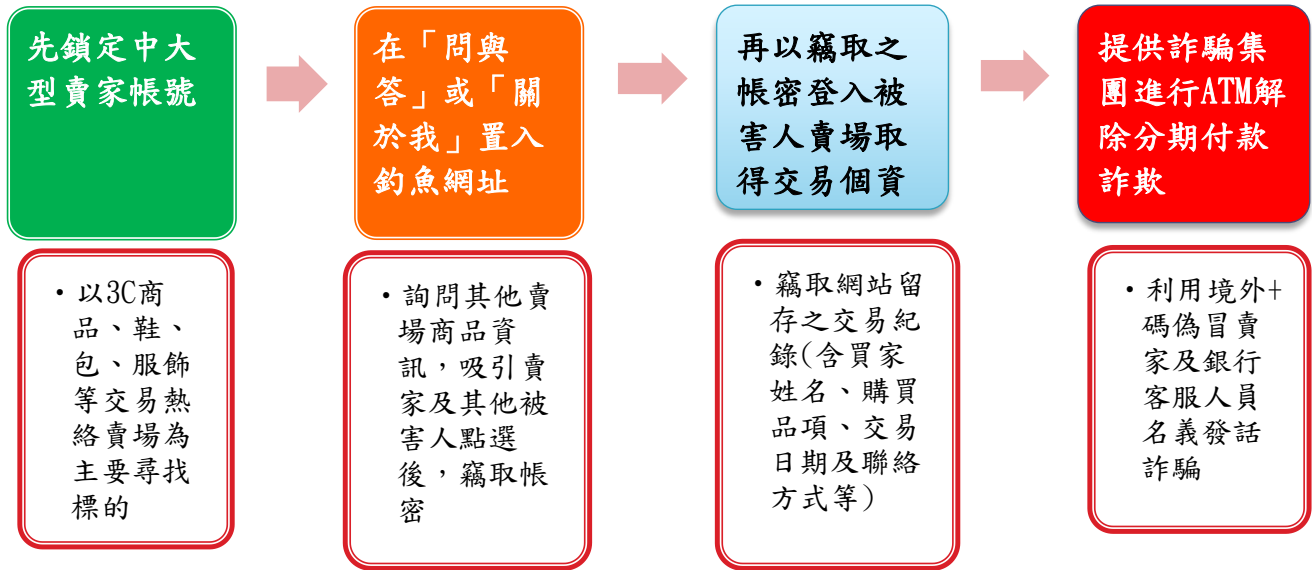 先鎖定中大
型賣家帳號
在「問與
答」或「關
於我」置入
釣魚網址
再以竊取之
帳密登入被
害人賣場取
得交易個資
提供詐騙集
團進行ATM解
除分期付款
詐欺
•以3C商
品、鞋、
包、服飾
等交易熱
絡賣場為
主要尋找
標的
•詢問其他賣
場商品資
訊，吸引賣
家及其他被
害人點選
後，竊取帳
密
•竊取網站留
存之交易紀
錄(含買家
姓名、購買
品項、交易
日期及聯絡
方式等)
•利用境外+
碼偽冒賣
家及銀行
客服人員
名義發話
詐騙